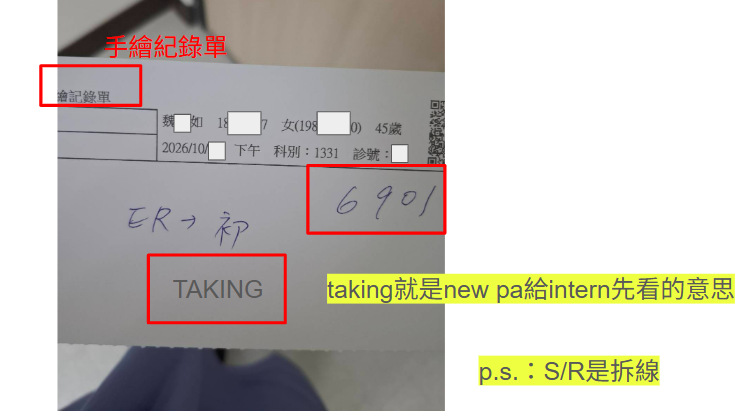 手繪紀錄單
繪記錄單
魏 如 18 7 女(198 0) 45歲
2026/10/ 下午 科別：1331 診號：
6901
ER→初
TAKING
taking就是new pa給intern先看的意思
p.s.：S/R是拆線